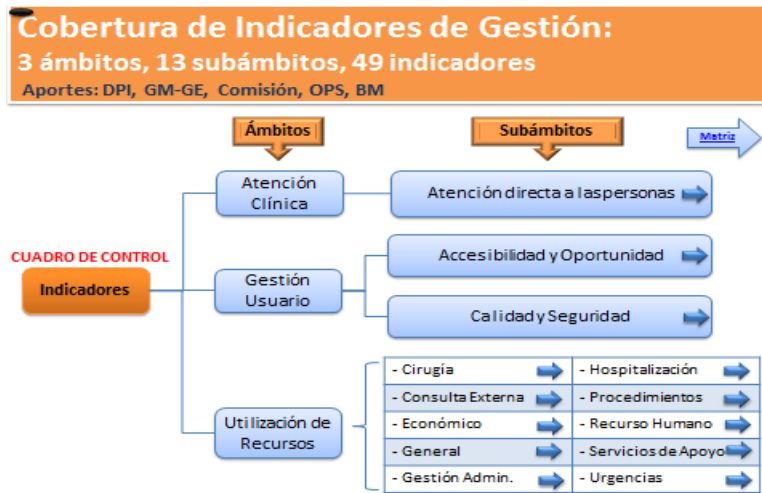 Cobertura de Indicadores de Gestión:
3 ámbitos, 13 subámbitos, 49 indicadores
Aportes: DPI, GM-GE, Comisión, OPS, BM
Ámbitos
Subámbitos
Matriz
Atención
Clínica
Atención directa a laspersonas
CUADRO DE CONTROL
Indicadores
Gestión
Usuario
Accesibilidad y Oportunidad
Calidad y Seguridad
Utilización de
Recursos
- Cirugía
- Hospitalización
- Consulta Externa
- Procedimientos
- Económico
- Recurso Humano
- General
- Servicios de Apoyo
- Gestión Admin.
- Urgencias